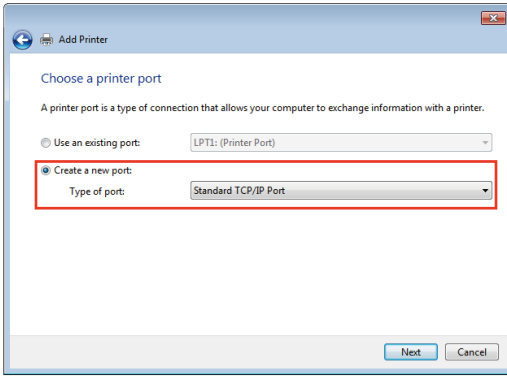 Add Printer
Choose a printer port
A printer port is a type of connection that allows your computer to exchange information with a printer.
Use an existing port: LPT1: (Printer Port)
Create a new port:
Type of port: Standard TCP/IP Port
Next Cancel